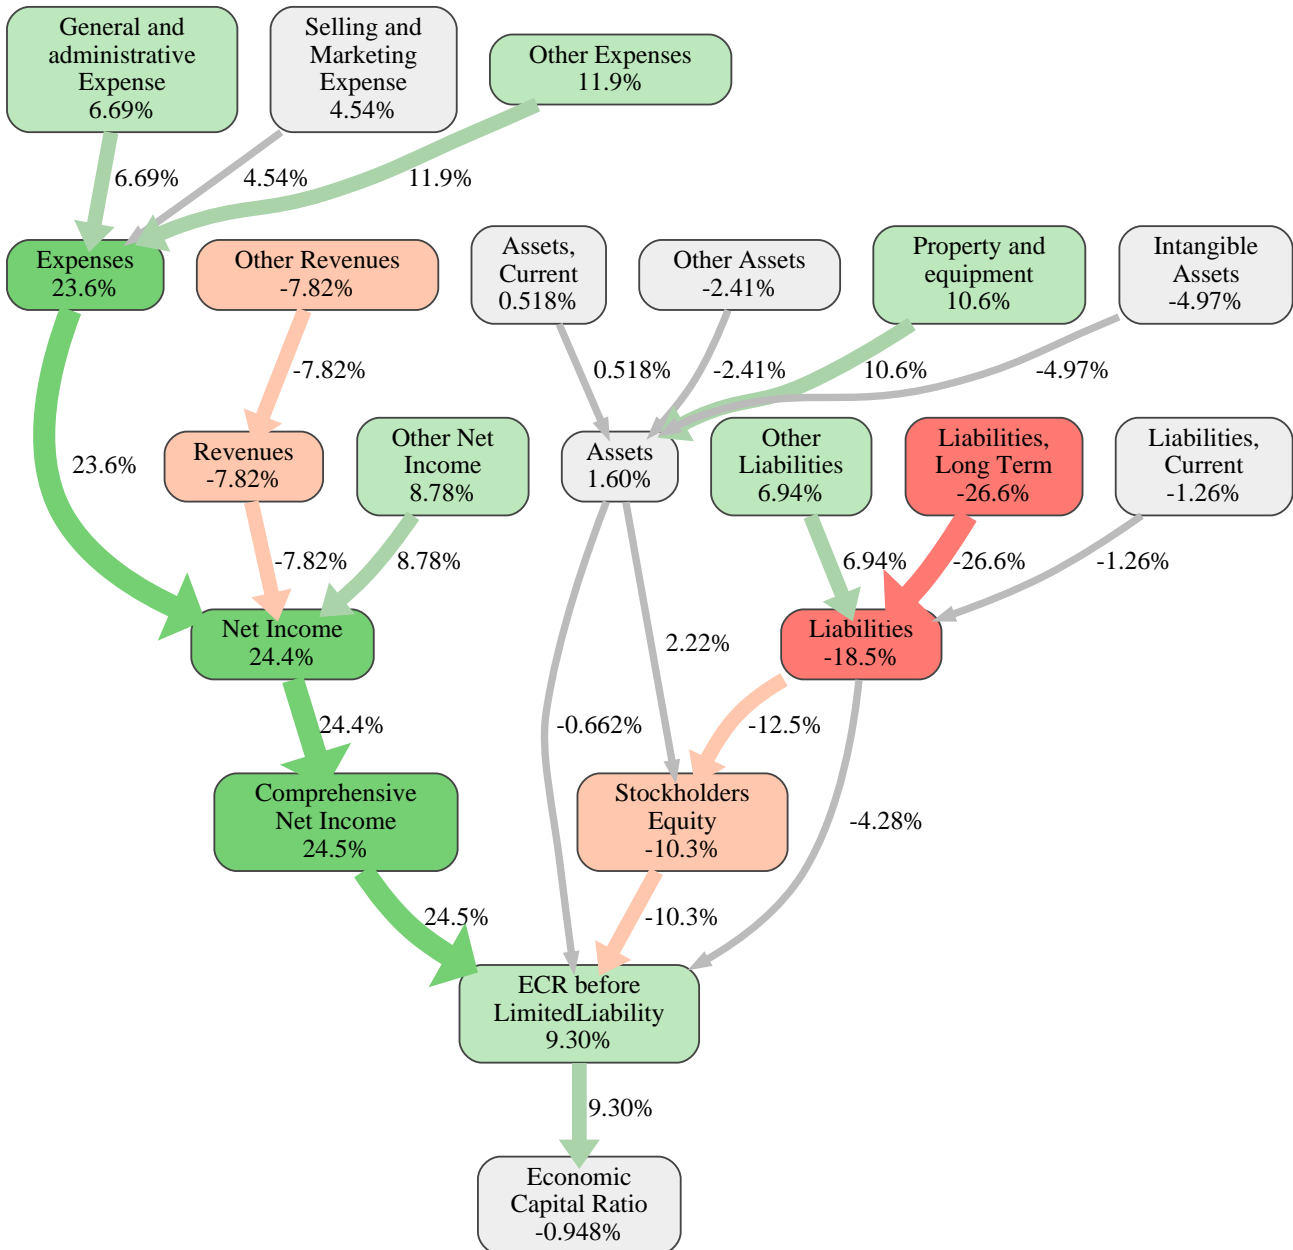 General and
administrative
Expense
6.69%
Selling and
Marketing
Expense
4.54%
Other Expenses
11.9%
6.69%
4.54%
11.9%
Expenses
23.6%
Other Revenues
-7.82%
Assets,
Current
0.518%
Other Assets
-2.41%
Property and
equipment
10.6%
Intangible
Assets
-4.97%
-7.82%
0.518%
-2.41%
10.6%
-4.97%
23.6%
Revenues
-7.82%
Other Net
Income
8.78%
Assets
1.60%
Other
Liabilities
6.94%
Liabilities,
Long Term
-26.6%
Liabilities,
Current
-1.26%
-7.82%
8.78%
6.94%
-26.6%
-1.26%
Net Income
24.4%
2.22%
Liabilities
-18.5%
24.4%
-0.662%
-12.5%
Comprehensive
Net Income
24.5%
Stockholders
Equity
-10.3%
-4.28%
24.5%
-10.3%
ECR before
LimitedLiability
9.30%
9.30%
Economic
Capital Ratio
-0.948%